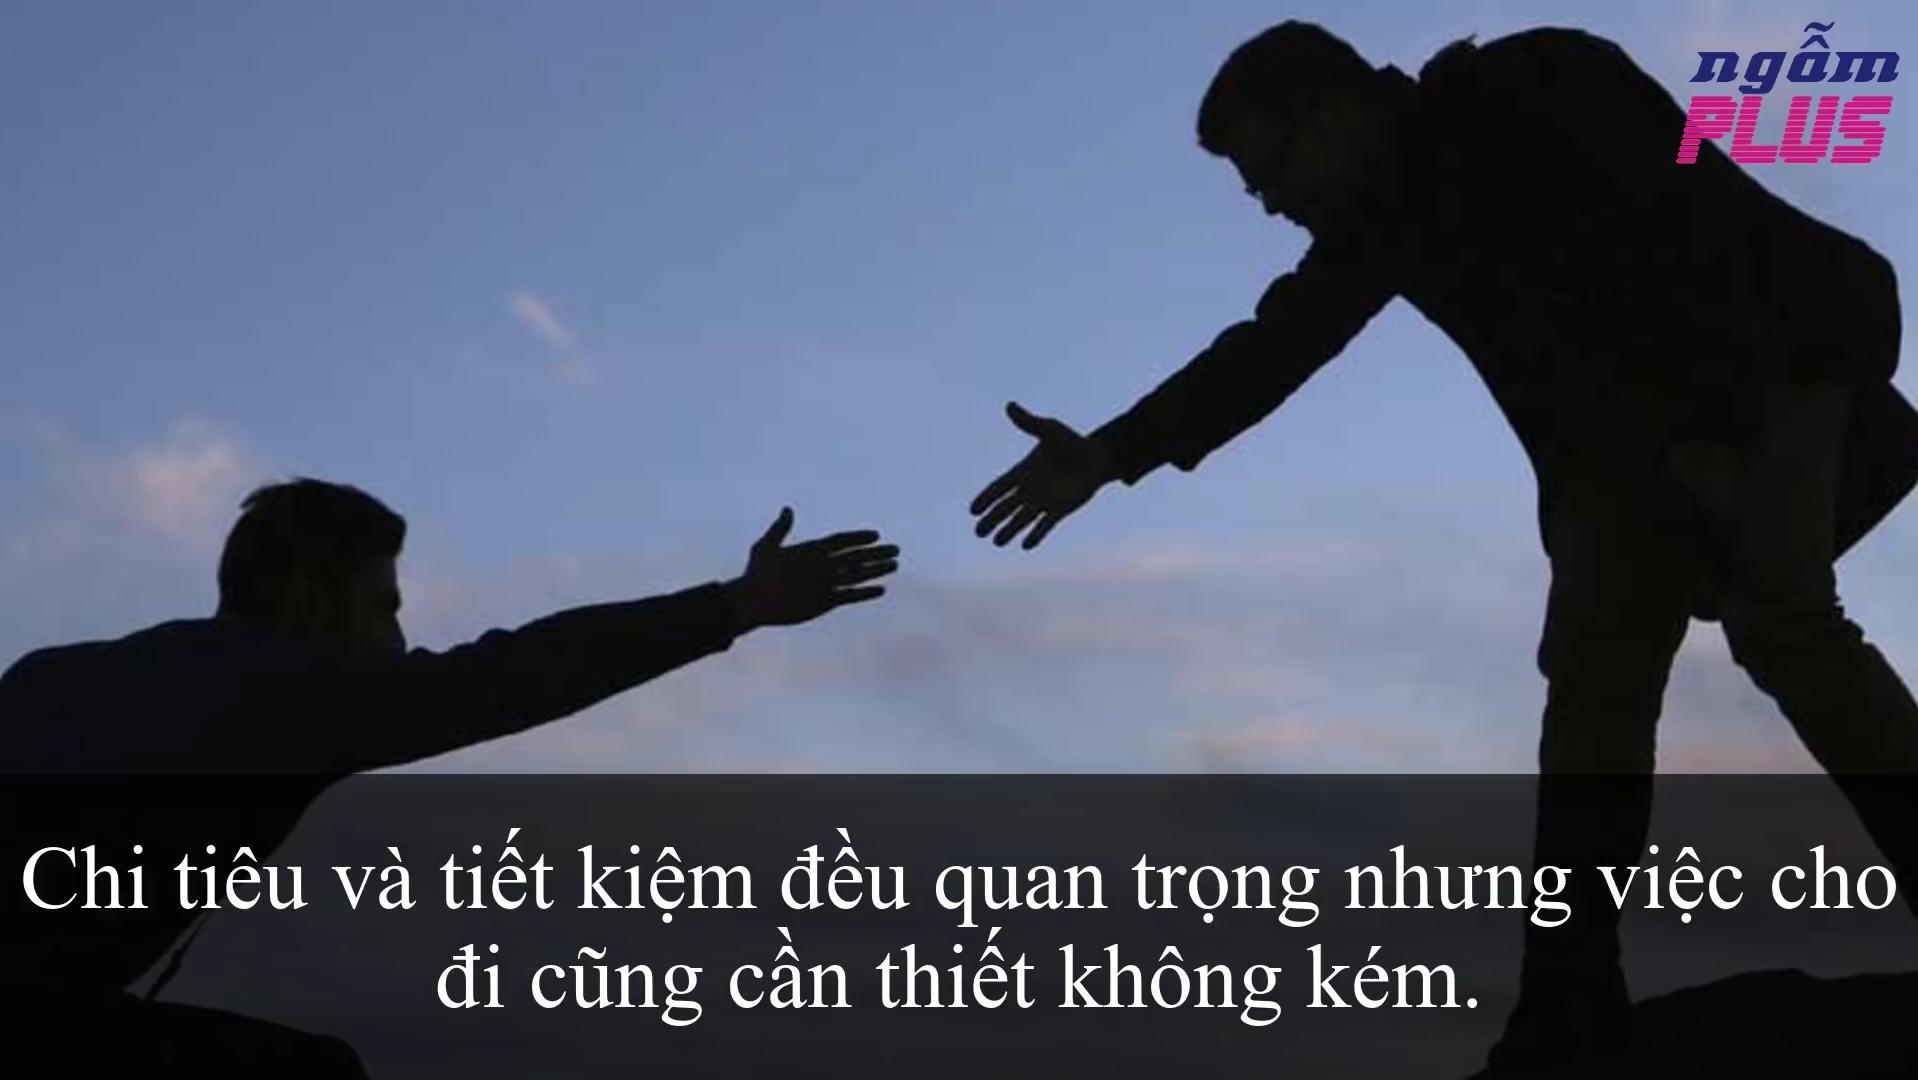 ngẫm
PLUS
Chi tiêu và tiết kiệm đều quan trọng nhưng việc cho
đi cũng cần thiết không kém.